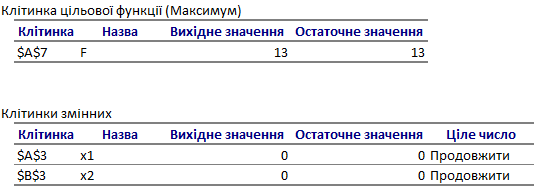 Клітинка цільової функції (Максимум)
Клітинка Назва Вихідне значення Остаточне значення
$A$7 F 13 13
Клітинки змінних
Клітинка Назва Вихідне значення Остаточне значення Ціле число
$A$3 x1 0 0 Продовжити
$B$3 x2 0 0 Продовжити